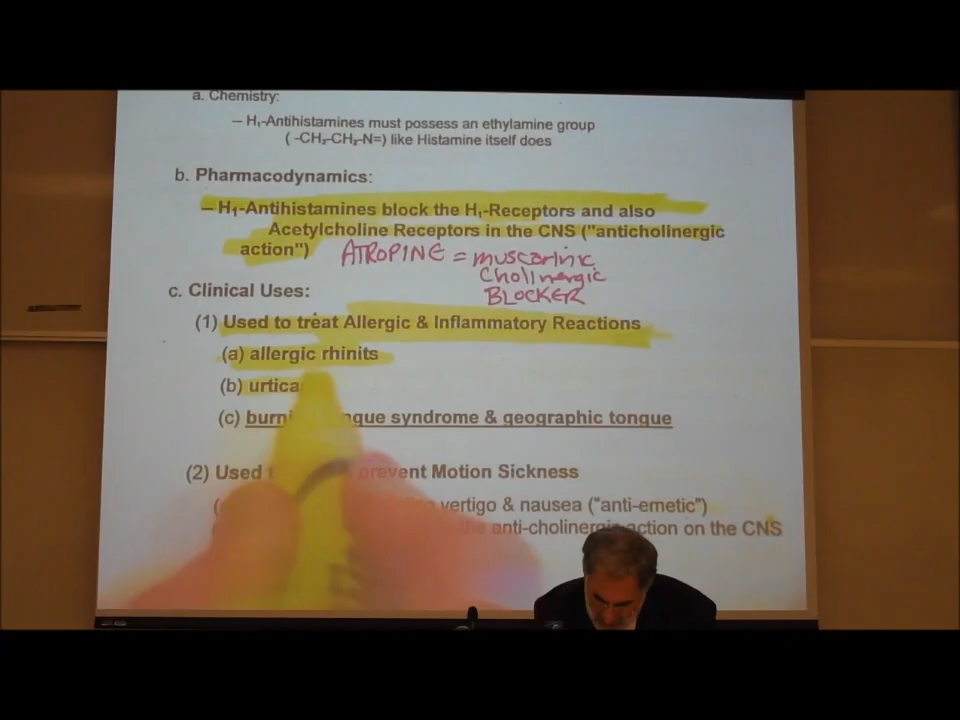 a. Chemistry:
– H₁-Antihistamines must possess an ethylamine group
( -CH₂-CH₂-N=) like Histamine itself does
b. Pharmacodynamics:
– H₁-Antihistamines block the H₁-Receptors and also
Acetylcholine Receptors in the CNS ("anticholinergic
action") ATROPINE = muscarinic
Cholinergic
BLOCKER
c. Clinical Uses:
(1) Used to treat Allergic & Inflammatory Reactions
(a) allergic rhinits
(b) urtica
(c) burni ngue syndrome & geographic tongue
(2) Used prevent Motion Sickness
vertigo & nausea ("anti-emetic")
the anti-cholinergic action on the CNS